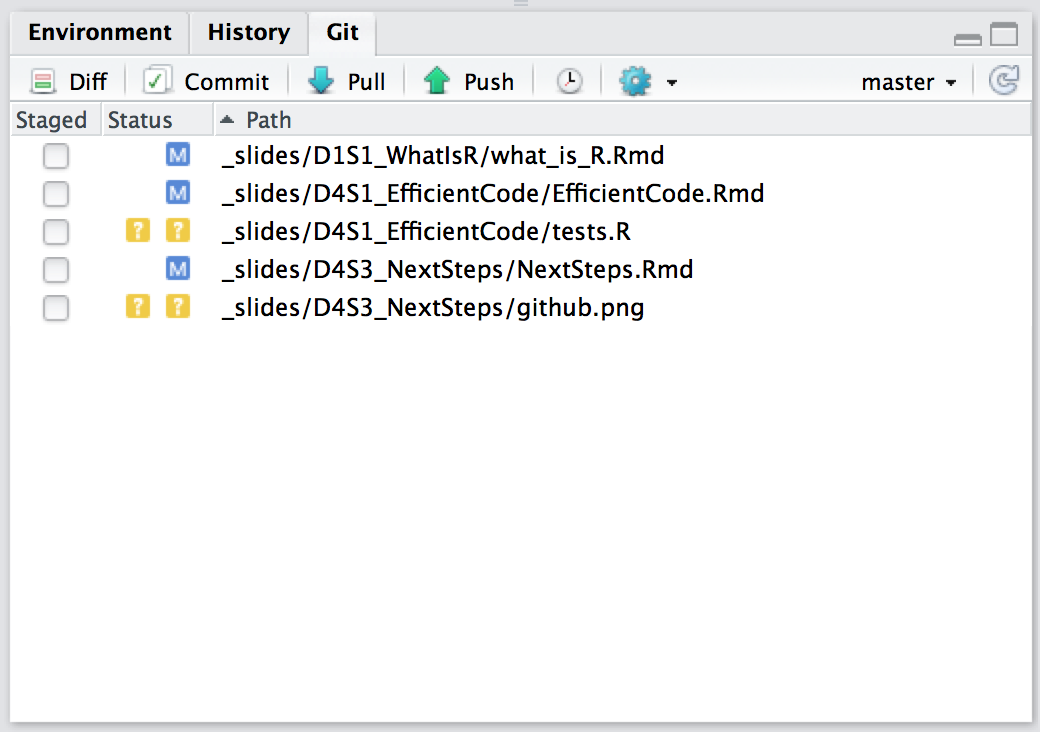 Environment History Git
Diff Commit Pull Push master
Staged Status Path
M _slides/D1S1_WhatIsR/what_is_R.Rmd
M _slides/D4S1_EfficientCode/EfficientCode.Rmd
? ? _slides/D4S1_EfficientCode/tests.R
M _slides/D4S3_NextSteps/NextSteps.Rmd
? ? _slides/D4S3_NextSteps/github.png